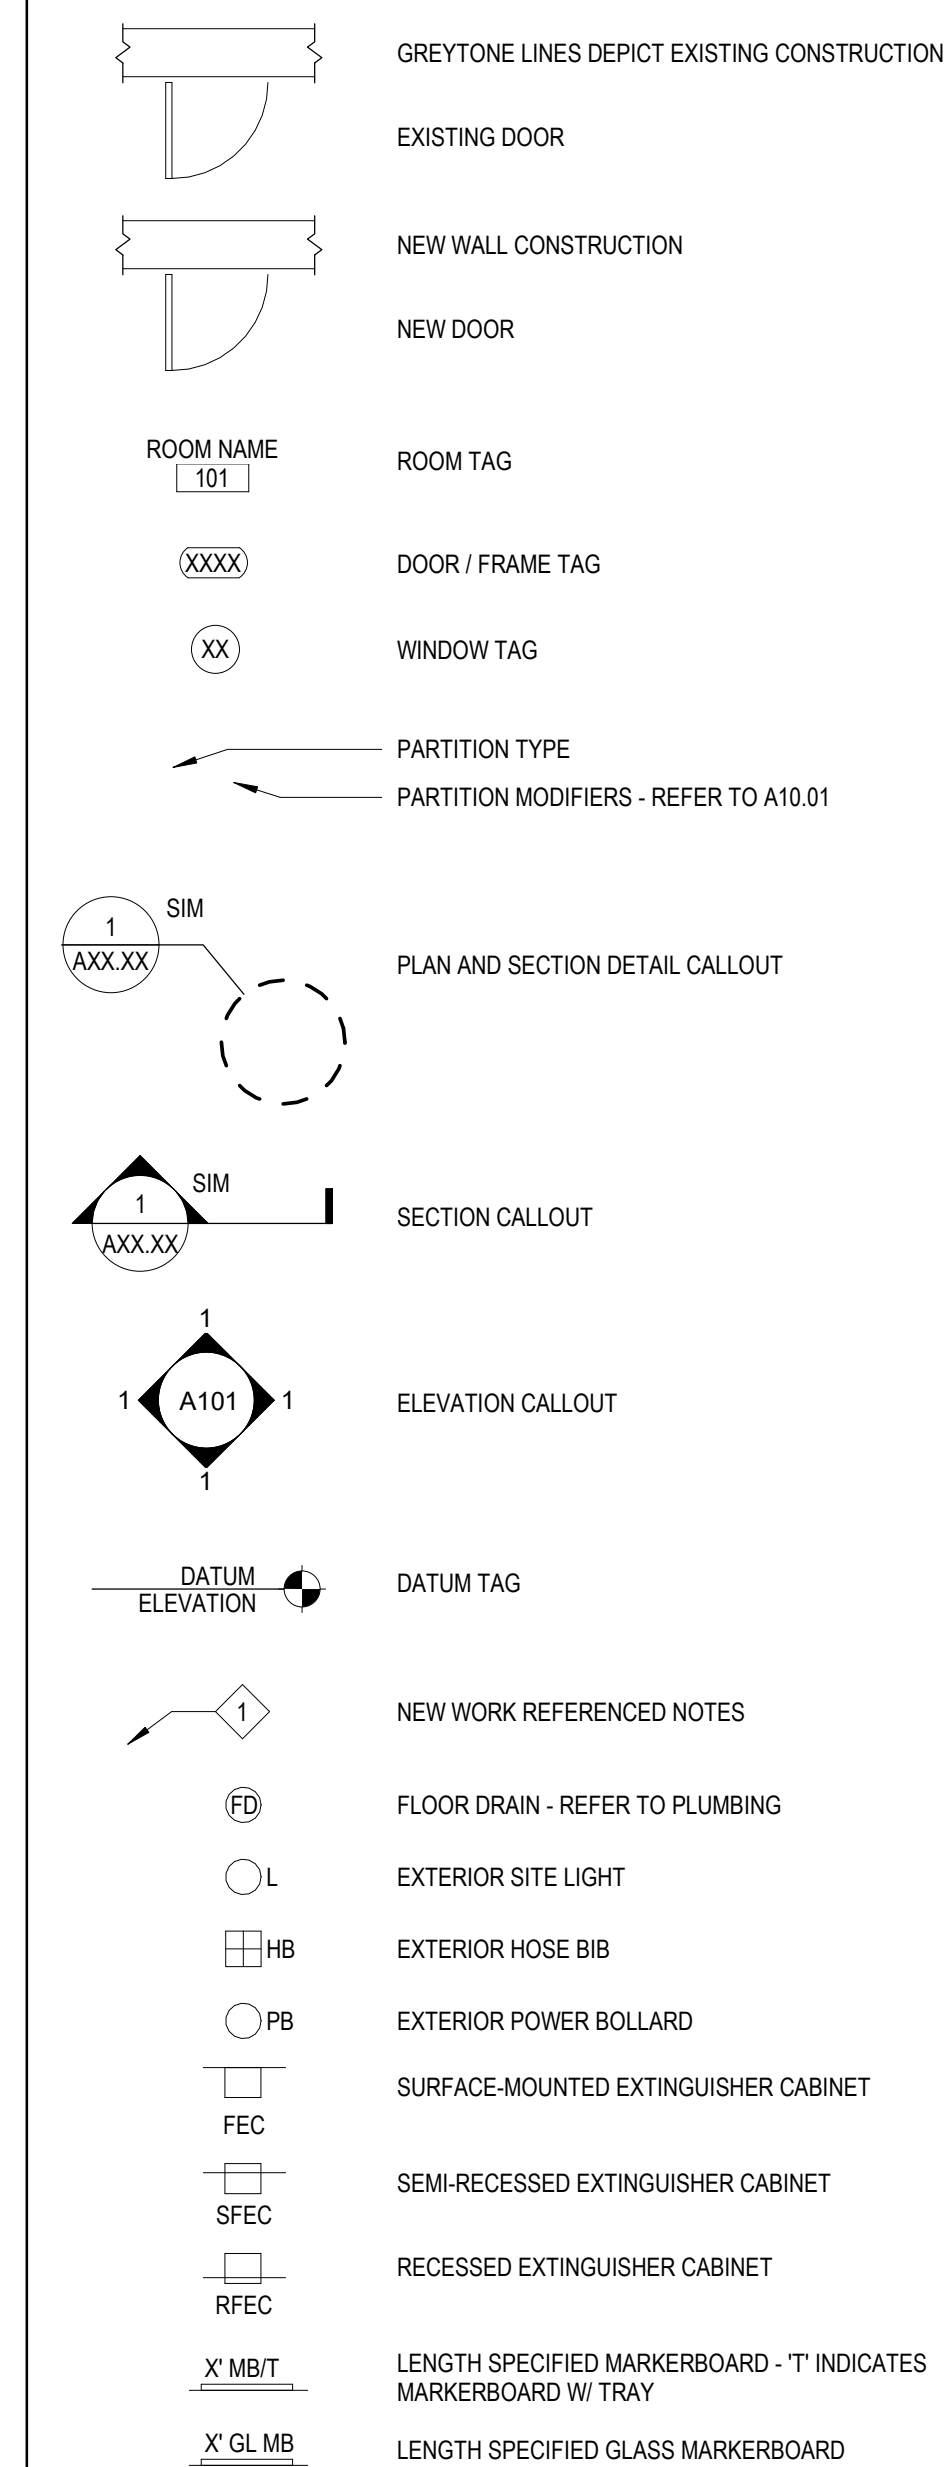 GREYTONE LINES DEPICT EXISTING CONSTRUCTION
EXISTING DOOR
NEW WALL CONSTRUCTION
NEW DOOR
ROOM NAME
101
ROOM TAG
XXXX
DOOR / FRAME TAG
XX
WINDOW TAG
PARTITION TYPE
PARTITION MODIFIERS - REFER TO A10.01
SIM
1
AXX.XX
PLAN AND SECTION DETAIL CALLOUT
SIM
1
AXX.XX
SECTION CALLOUT
1
1
A101
1
1
ELEVATION CALLOUT
DATUM
ELEVATION
DATUM TAG
1
NEW WORK REFERENCED NOTES
FD
FLOOR DRAIN - REFER TO PLUMBING
L
EXTERIOR SITE LIGHT
HB
EXTERIOR HOSE BIB
PB
EXTERIOR POWER BOLLARD
FEC
SURFACE-MOUNTED EXTINGUISHER CABINET
SFEC
SEMI-RECESSED EXTINGUISHER CABINET
RFEC
RECESSED EXTINGUISHER CABINET
X' MB/T
LENGTH SPECIFIED MARKERBOARD - 'T' INDICATES
MARKERBOARD W/ TRAY
X' GL MB
LENGTH SPECIFIED GLASS MARKERBOARD